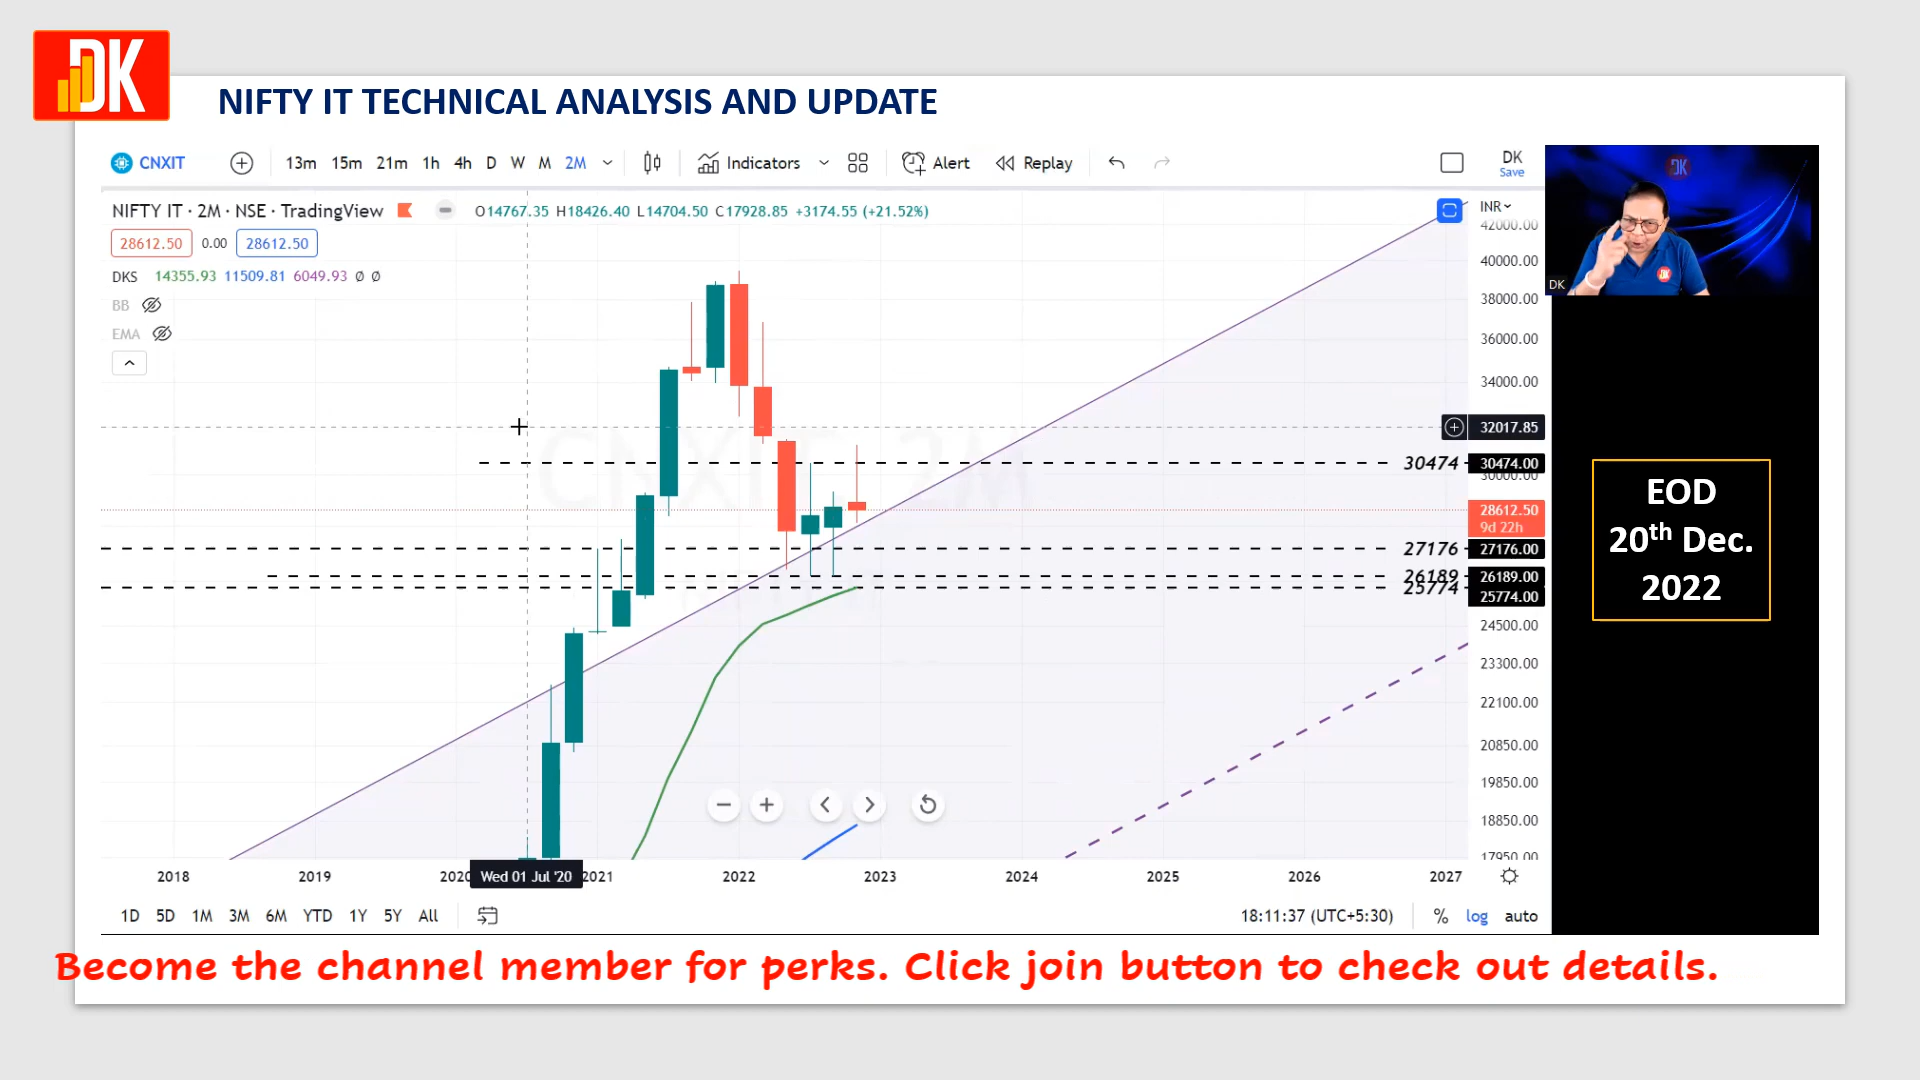 DK
NIFTY IT TECHNICAL ANALYSIS AND UPDATE
CNXIT
13m 15m 21m 1h 4h D W M 2M
Indicators
Alert
Replay
DK
Save
NIFTY IT · 2M · NSE · TradingView
O14767.35 H18426.40 L14704.50 C17928.85 +3174.55 (+21.52%)
INR
28612.50 0.00 28612.50
DKS 14355.93 11509.81 6049.93 ∅ ∅
BB
EMA
DK
DK
CNXIT 2M
42000.00
40000.00
38000.00
36000.00
34000.00
32017.85
30474 30474.00
30000.00
28612.50
9d 22h
27176 27176.00
26189 26189.00
25774 25774.00
24500.00
23300.00
22100.00
20850.00
19850.00
18850.00
17950.00
EOD
20th Dec.
2022
2018 2019 2020 Wed 01 Jul '20 2021 2022 2023 2024 2025 2026 2027
1D 5D 1M 3M 6M YTD 1Y 5Y All
18:11:37 (UTC+5:30) % log auto
Become the channel member for perks. Click join button to check out details.